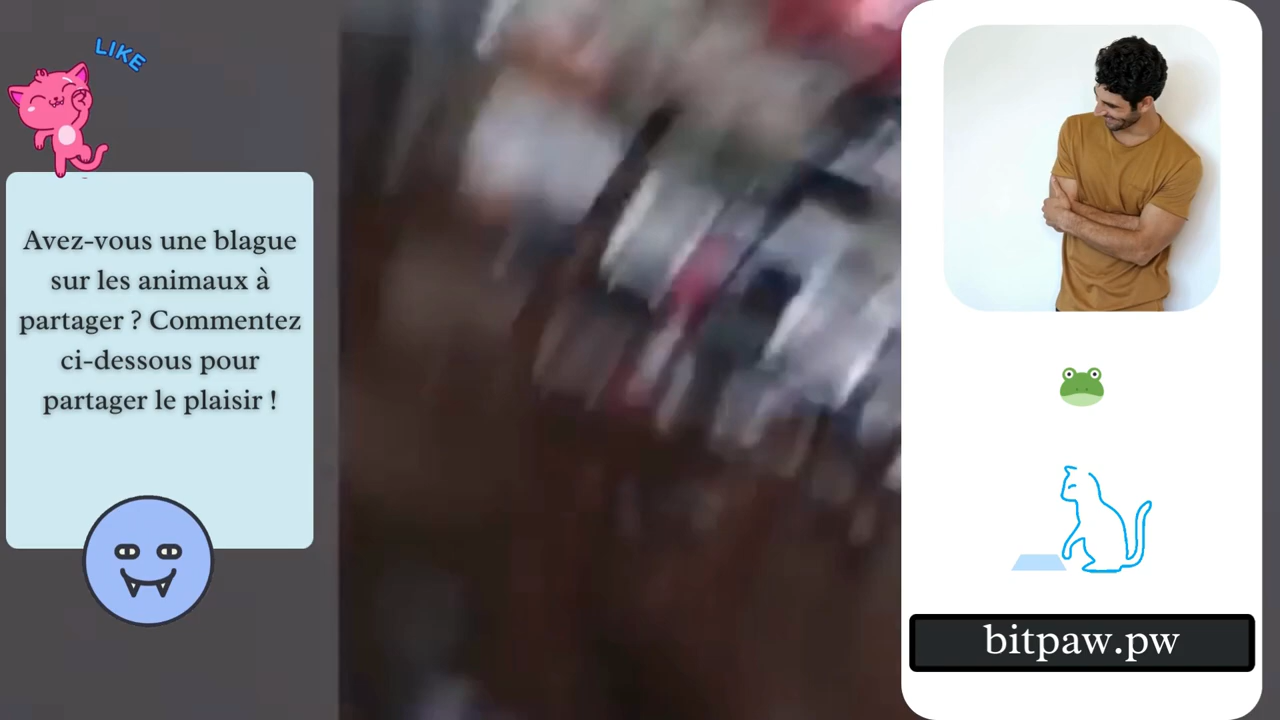 LIKE
Avez-vous une blague
sur les animaux à
partager ? Commentez
ci-dessous pour
partager le plaisir !
bitpaw.pw